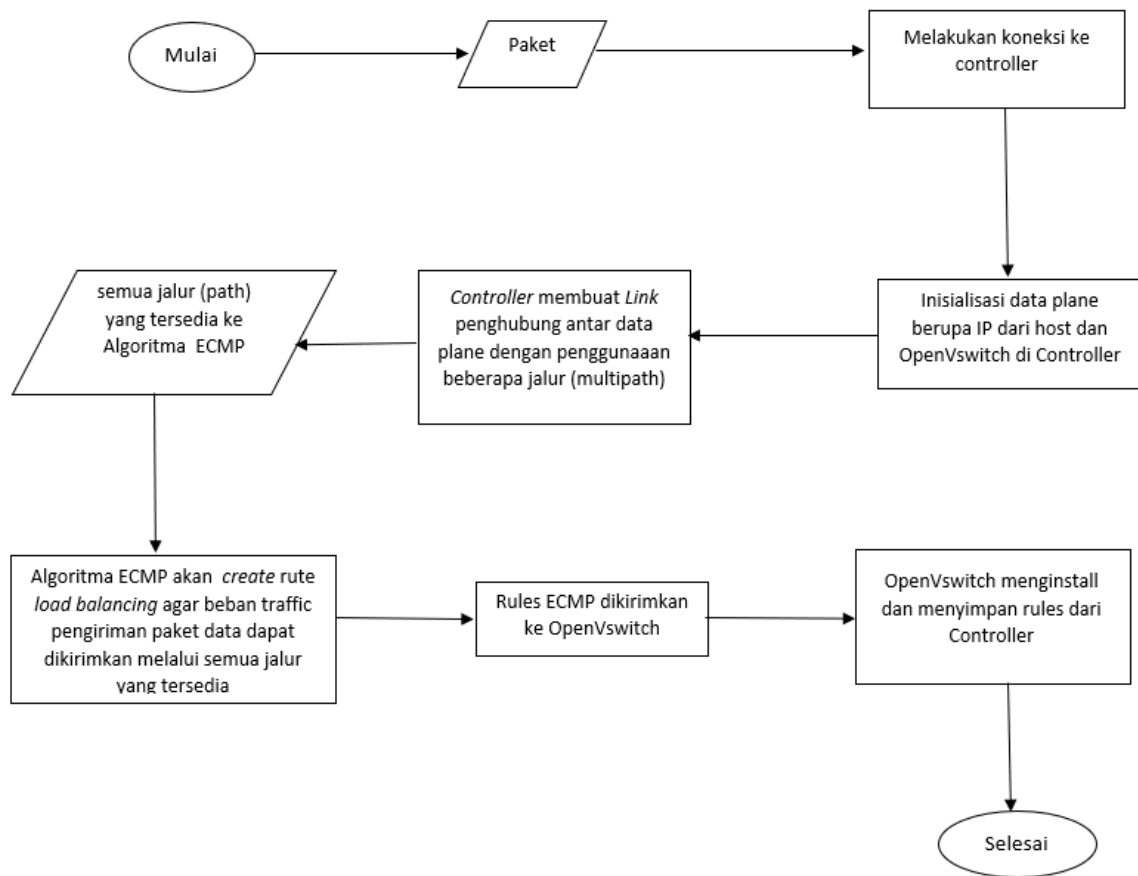 Mulai
Paket
Melakukan koneksi ke
controller
Inisialisasi data plane
berupa IP dari host dan
OpenVswitch di Controller
Controller membuat Link
penghubung antar data
plane dengan penggunaaan
beberapa jalur (multipath)
semua jalur (path)
yang tersedia ke
Algoritma ECMP
Algoritma ECMP akan create rute
load balancing agar beban traffic
pengiriman paket data dapat
dikirimkan melalui semua jalur
yang tersedia
Rules ECMP dikirimkan
ke OpenVswitch
OpenVswitch menginstall
dan menyimpan rules dari
Controller
Selesai